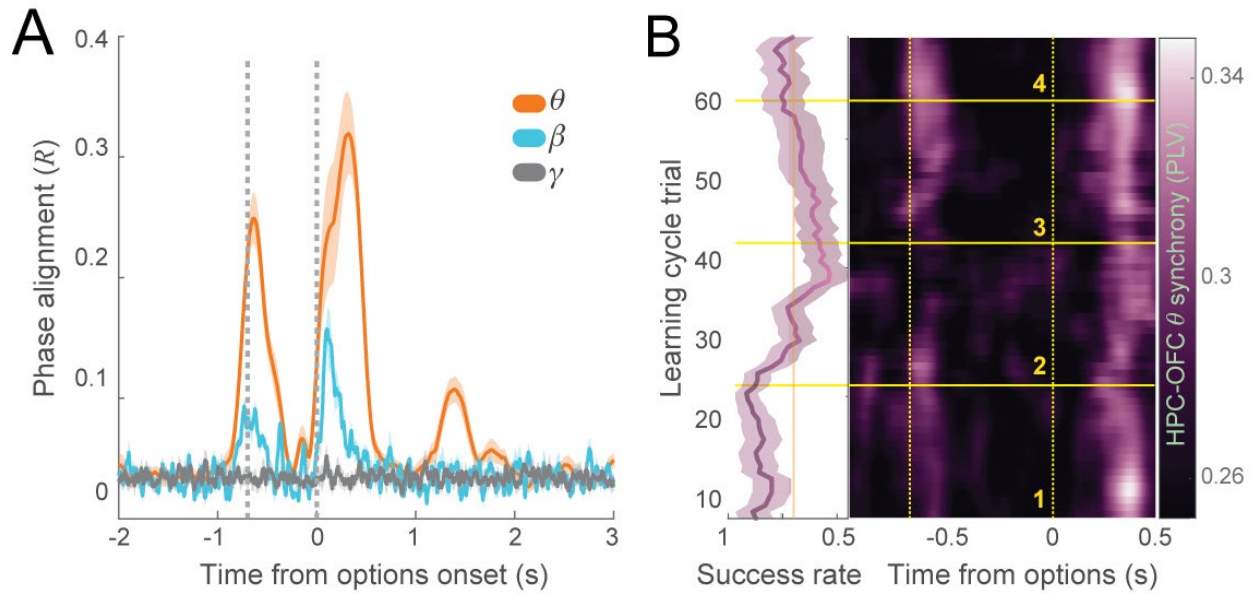 A
0.4
0.3
0.2
0.1
0
Phase alignment (R)
θ
β
γ
-2
-1
0
1
2
3
Time from options onset (s)
B
60
50
40
30
20
10
Learning cycle trial
1
0.5
Success rate
4
3
2
1
-0.5
0
0.5
Time from options (s)
HPC-OFC θ synchrony (PLV)
0.34
0.3
0.26